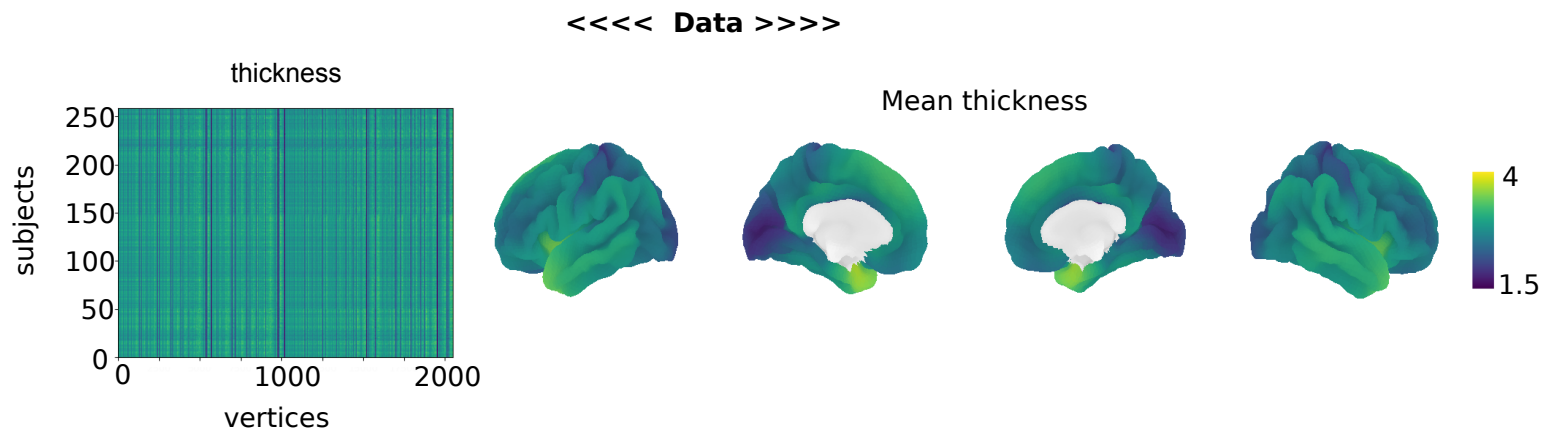 <<<< Data >>>>
thickness
Mean thickness
subjects
250
200
150
100
50
0
0 1000 2000
vertices
4
1.5